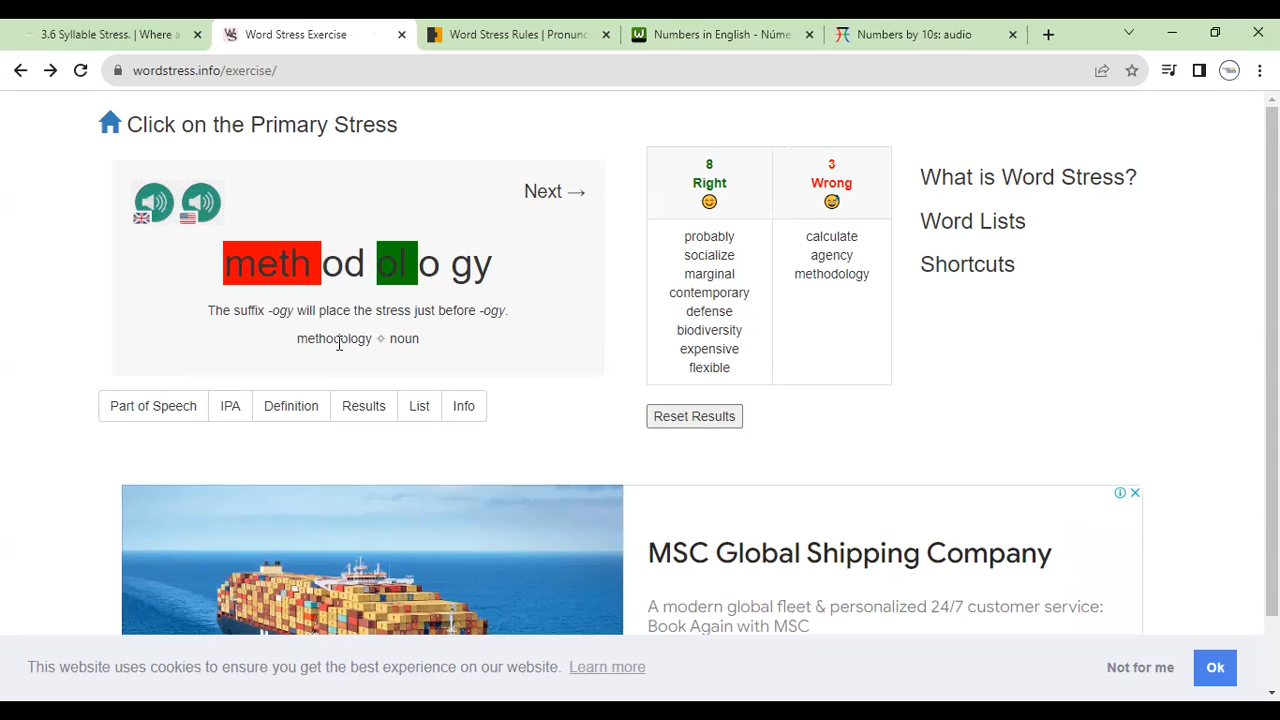 3.6 Syllable Stress. | Where a
Word Stress Exercise
Word Stress Rules | Pronunc
Numbers in English - Núme
Numbers by 10s: audio
wordstress.info/exercise/
Click on the Primary Stress
Next →
meth od ol o gy
The suffix -ogy will place the stress just before -ogy.
methodology ✧ noun
Part of Speech
IPA
Definition
Results
List
Info
8
Right
3
Wrong
probably
socialize
marginal
contemporary
defense
biodiversity
expensive
flexible
calculate
agency
methodology
Reset Results
What is Word Stress?
Word Lists
Shortcuts
MSC Global Shipping Company
A modern global fleet & personalized 24/7 customer service:
Book Again with MSC
This website uses cookies to ensure you get the best experience on our website. Learn more
Not for me
Ok